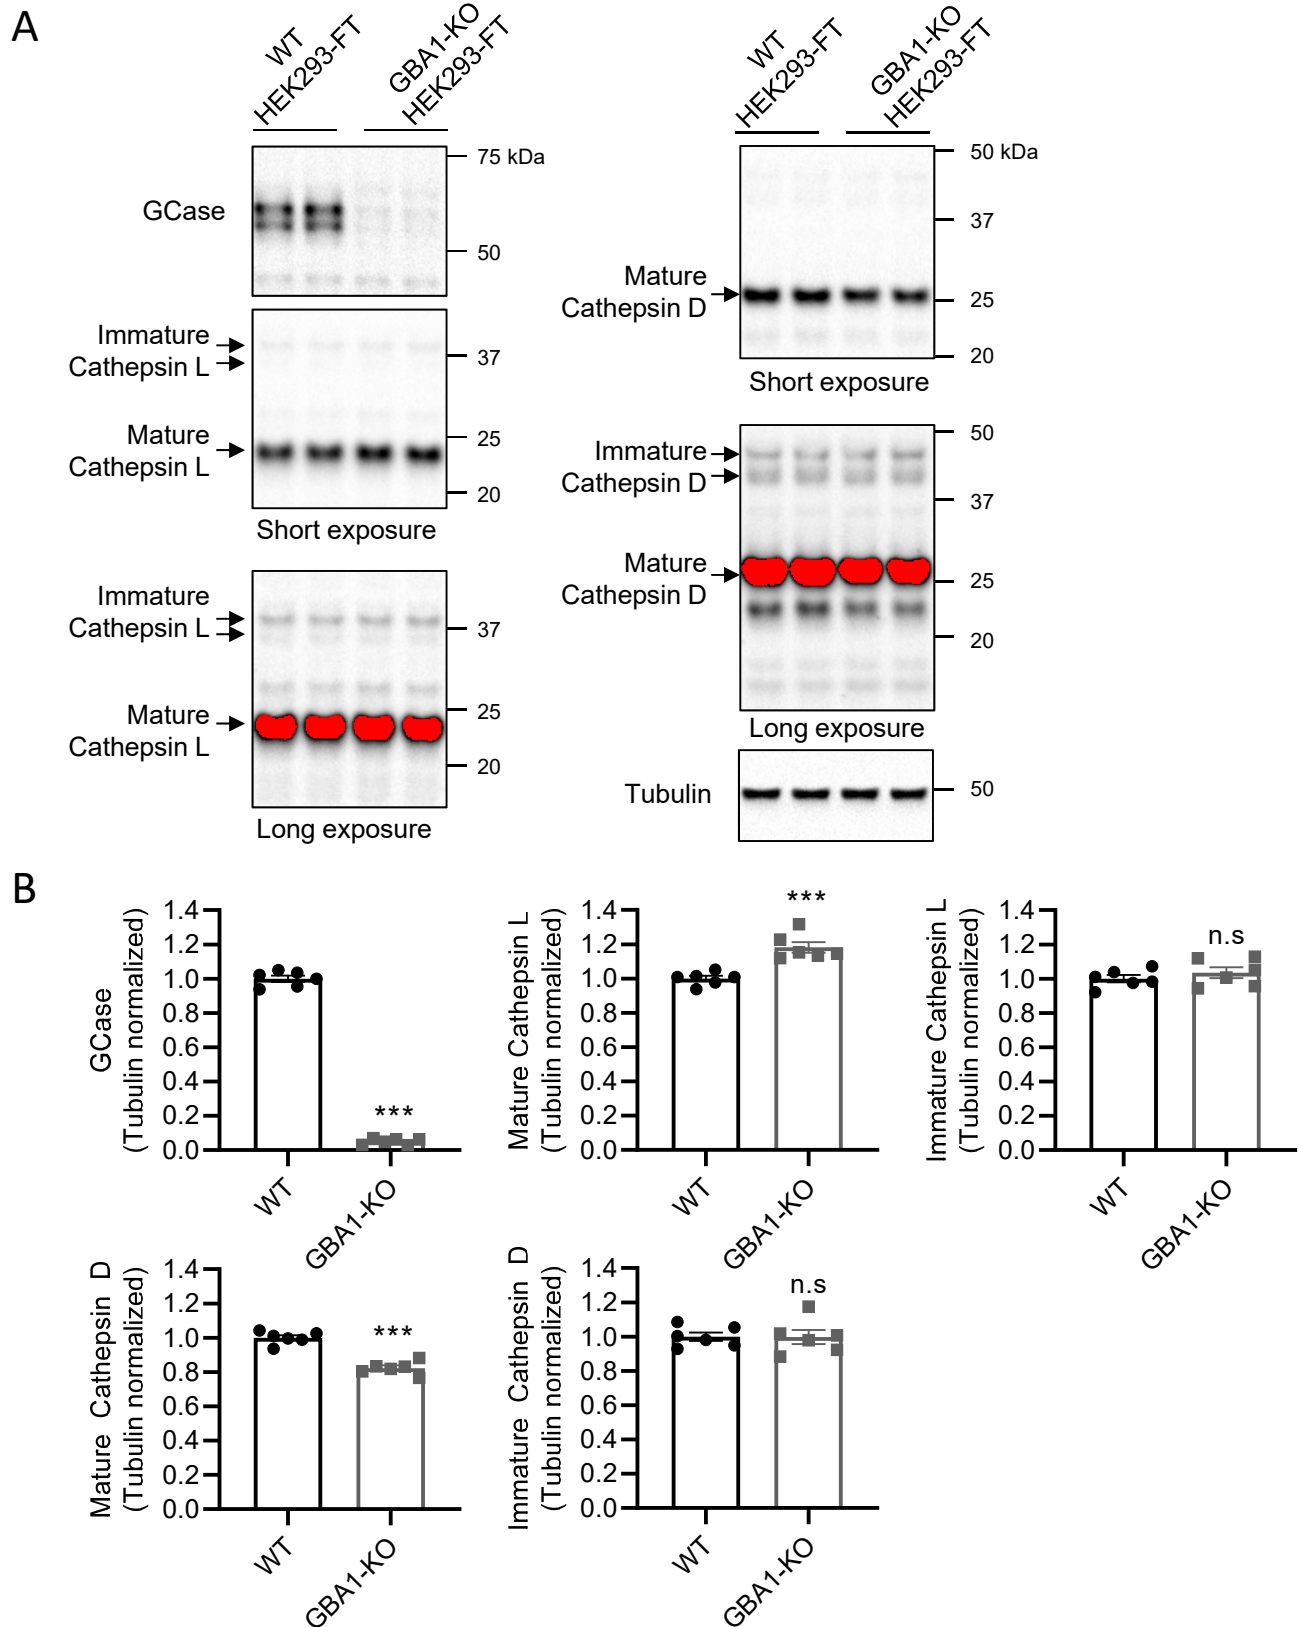 A
WT
HEK293-FT
GBA1-KO
HEK293-FT
75 kDa
GCase
50
Immature
Cathepsin L
37
Mature
Cathepsin L
25
20
Short exposure
Immature
Cathepsin L
37
Mature
Cathepsin L
25
20
Long exposure
WT
HEK293-FT
GBA1-KO
HEK293-FT
50 kDa
37
Mature
Cathepsin D
25
20
Short exposure
50
Immature
Cathepsin D
37
Mature
Cathepsin D
25
20
Long exposure
Tubulin
50
B
GCase
(Tubulin normalized)
1.4
1.2
1.0
0.8
0.6
0.4
0.2
0.0
***
WT
GBA1-KO
Mature Cathepsin L
(Tubulin normalized)
1.4
1.2
1.0
0.8
0.6
0.4
0.2
0.0
***
WT
GBA1-KO
Immature Cathepsin L
(Tubulin normalized)
1.4
1.2
1.0
0.8
0.6
0.4
0.2
0.0
n.s
WT
GBA1-KO
Mature Cathepsin D
(Tubulin normalized)
1.4
1.2
1.0
0.8
0.6
0.4
0.2
0.0
***
WT
GBA1-KO
Immature Cathepsin D
(Tubulin normalized)
1.4
1.2
1.0
0.8
0.6
0.4
0.2
0.0
n.s
WT
GBA1-KO